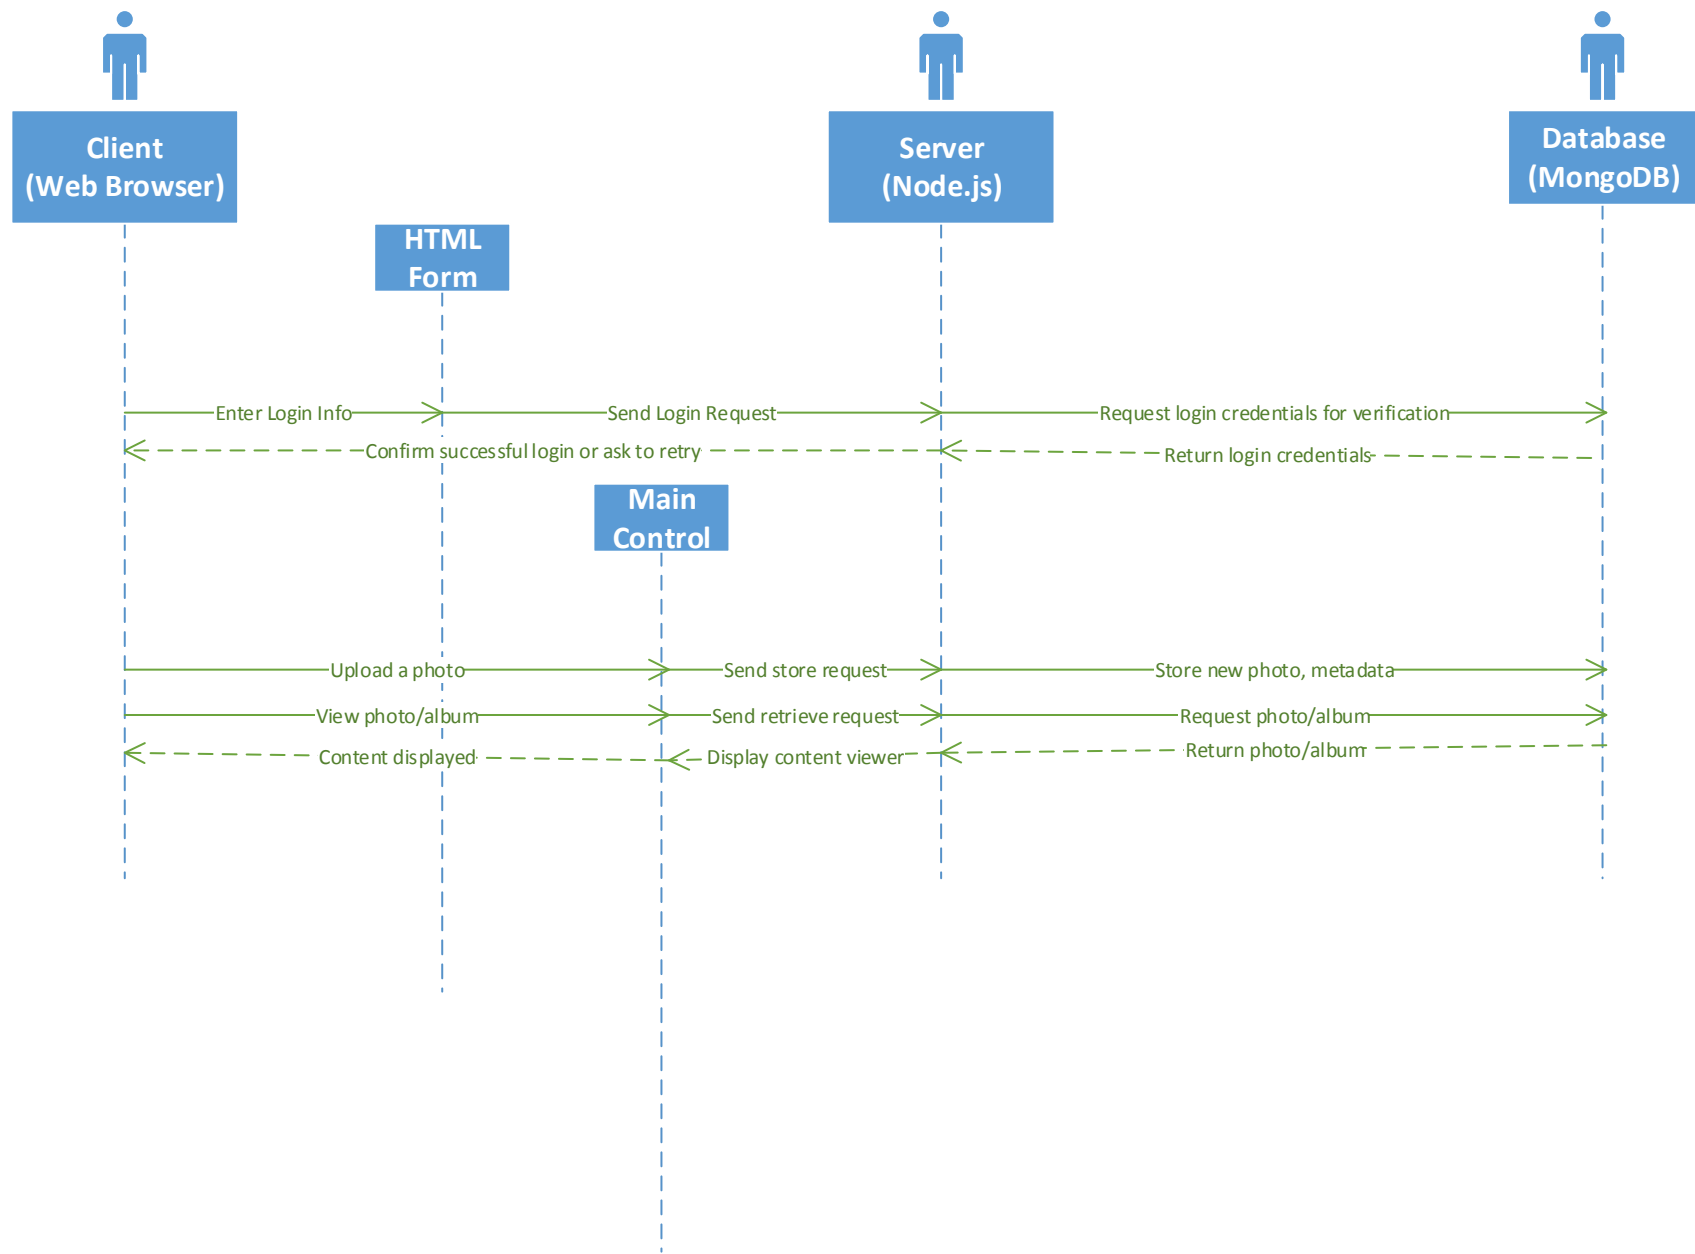 Client
(Web Browser)
Server
(Node.js)
Database
(MongoDB)
HTML
Form
Enter Login Info
Send Login Request
Request login credentials for verification
Confirm successful login or ask to retry
Return login credentials
Main
Control
Upload a photo
Send store request
Store new photo, metadata
View photo/album
Send retrieve request
Request photo/album
Content displayed
Display content viewer
Return photo/album